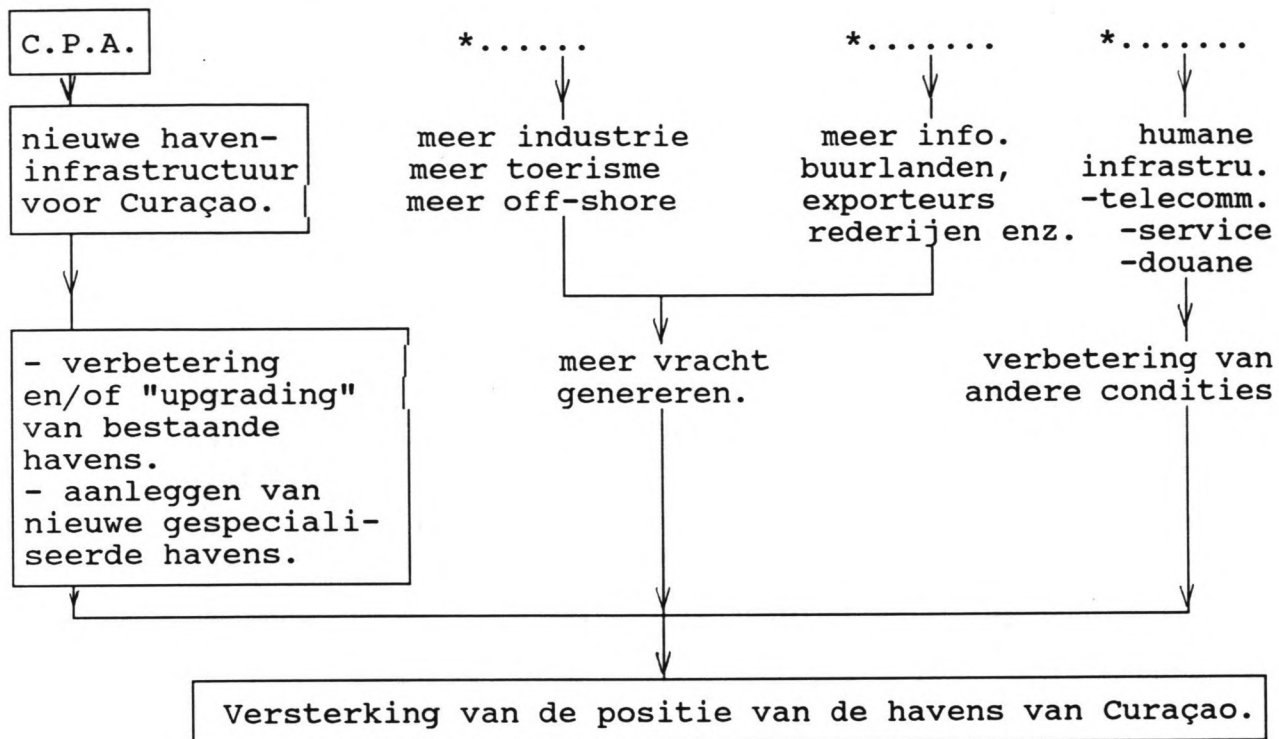 C.P.A.
*......
*.......
*.......
nieuwe haven-
infrastructuur
voor Curaçao.
meer industrie
meer toerisme
meer off-shore
meer info.
buurlanden,
exporteurs
rederijen enz.
humane
infrastru.
-telecomm.
-service
-douane
- verbetering
en/of "upgrading"
van bestaande
havens.
- aanleggen van
nieuwe gespeciali-
seerde havens.
meer vracht
genereren.
verbetering van
andere condities
Versterking van de positie van de havens van Curaçao.